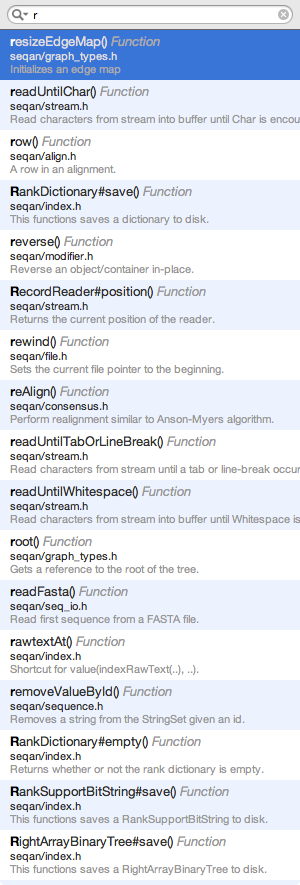 r
resizeEdgeMap() Function
seqan/graph_types.h
Initializes an edge map
readUntilChar() Function
seqan/stream.h
Read characters from stream into buffer until Char is encou
row() Function
seqan/align.h
A row in an alignment.
RankDictionary#save() Function
seqan/index.h
This functions saves a dictionary to disk.
reverse() Function
seqan/modifier.h
Reverse an object/container in-place.
RecordReader#position() Function
seqan/stream.h
Returns the current position of the reader.
rewind() Function
seqan/file.h
Sets the current file pointer to the beginning.
reAlign() Function
seqan/consensus.h
Perform realignment similar to Anson-Myers algorithm.
readUntilTabOrLineBreak() Function
seqan/stream.h
Read characters from stream until a tab or line-break occur
readUntilWhitespace() Function
seqan/stream.h
Read characters from stream into buffer until Whitespace is
root() Function
seqan/graph_types.h
Gets a reference to the root of the tree.
readFasta() Function
seqan/seq_io.h
Read first sequence from a FASTA file.
rawtextAt() Function
seqan/index.h
Shortcut for value(indexRawText(..), ..).
removeValueById() Function
seqan/sequence.h
Removes a string from the StringSet given an id.
RankDictionary#empty() Function
seqan/index.h
Returns whether or not the rank dictionary is empty.
RankSupportBitString#save() Function
seqan/index.h
This functions saves a RankSupportBitString to disk.
RightArrayBinaryTree#save() Function
seqan/index.h
This functions saves a RightArrayBinaryTree to disk.